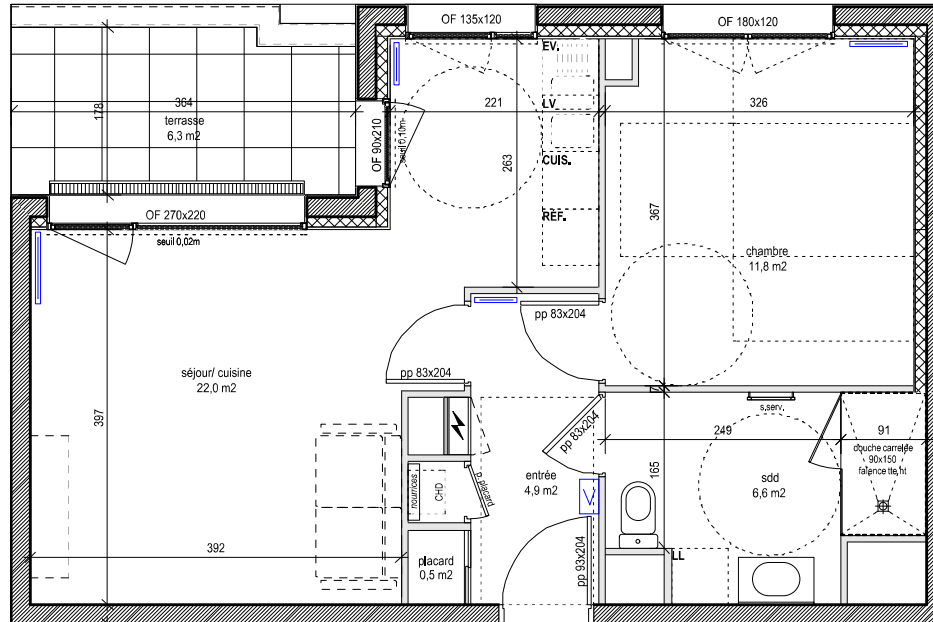 OF 135x120
OF 180x120
EV.
178
364
terrasse
6,3 m2
OF 90x210
seuil 0,10m
221
LV
326
263
CUIS.
367
REF.
OF 270x220
seuil 0,02m
chambre
11,8 m2
pp 83x204
séjour/ cuisine
22,0 m2
pp 83x204
397
s.serv.
pp 83x204
249
91
douche carrelée
90x150
faïence tte ht
165
nourrices
CHD
p.placard
entrée
4,9 m2
sdd
6,6 m2
392
placard
0,5 m2
pp 93x204
LL